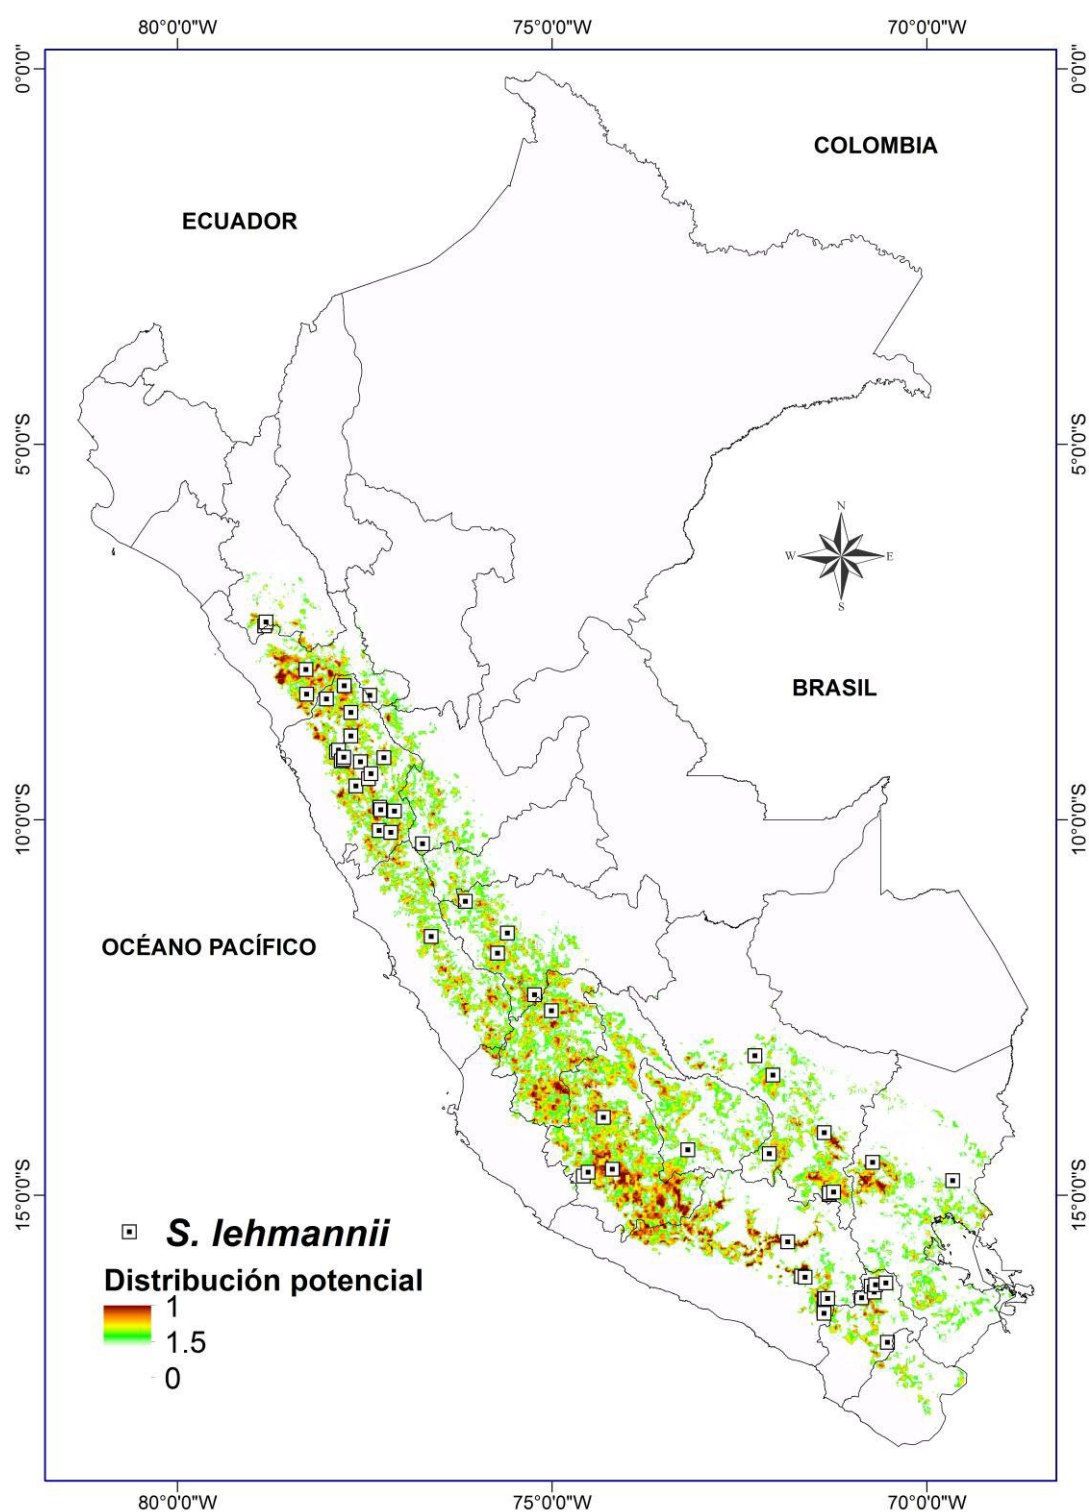 80°0'0"W 75°0'0"W 70°0'0"W
0°0'0" 0°0'0"
COLOMBIA
ECUADOR
5°0'0"S 5°0'0"S
N
W E
S
BRASIL
10°0'0"S 10°0'0"S
OCÉANO PACÍFICO
15°0'0"S 15°0'0"S
S. lehmannii
Distribución potencial
1
1.5
0
80°0'0"W 75°0'0"W 70°0'0"W